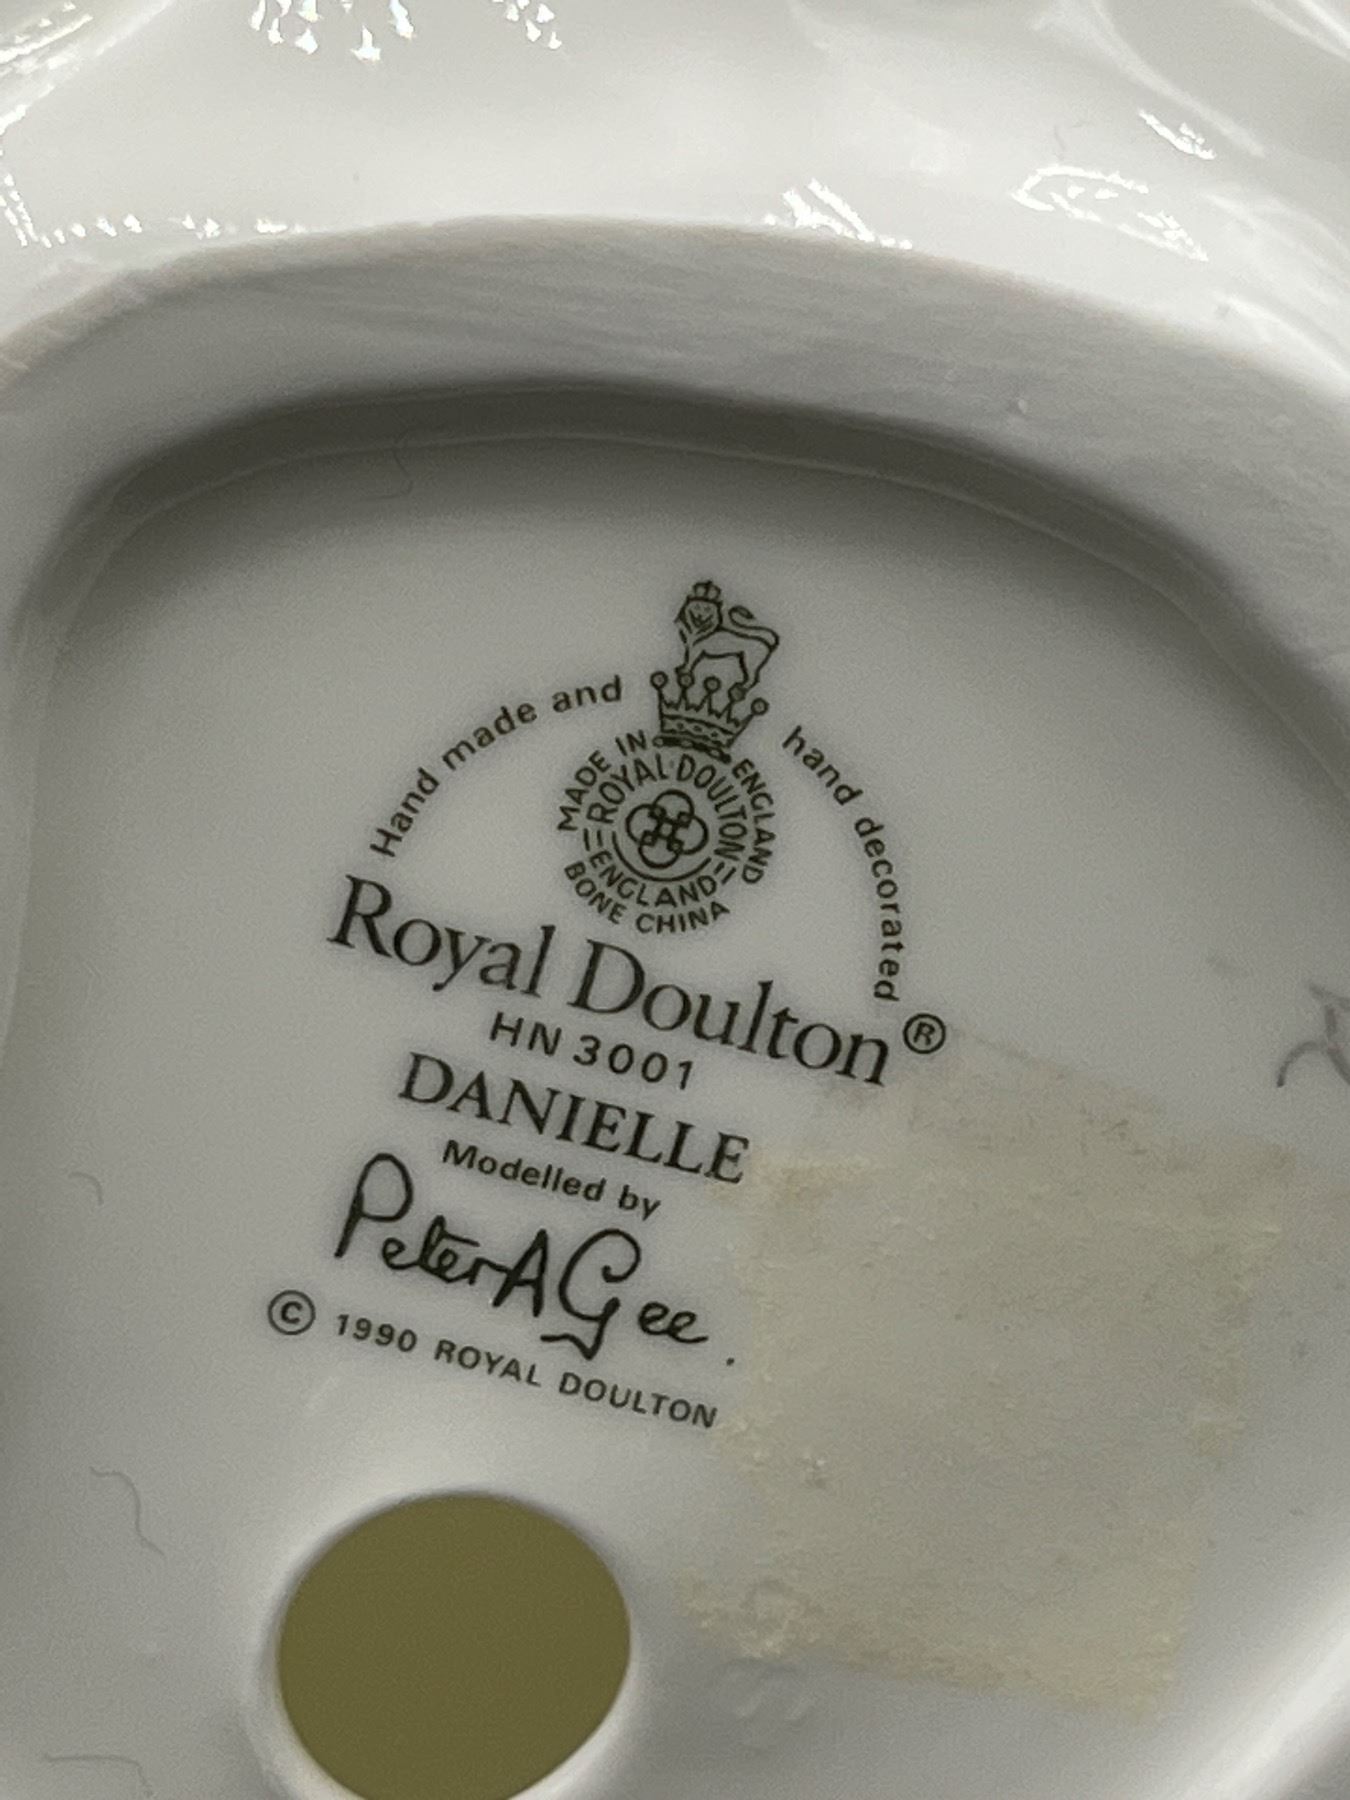 Hand made and hand decorated
MADE IN ENGLAND
ROYAL DOULTON
ENGLAND
BONE CHINA
Royal Doulton ®
HN 3001
DANIELLE
Modelled by
Peter A Gee.
© 1990 ROYAL DOULTON